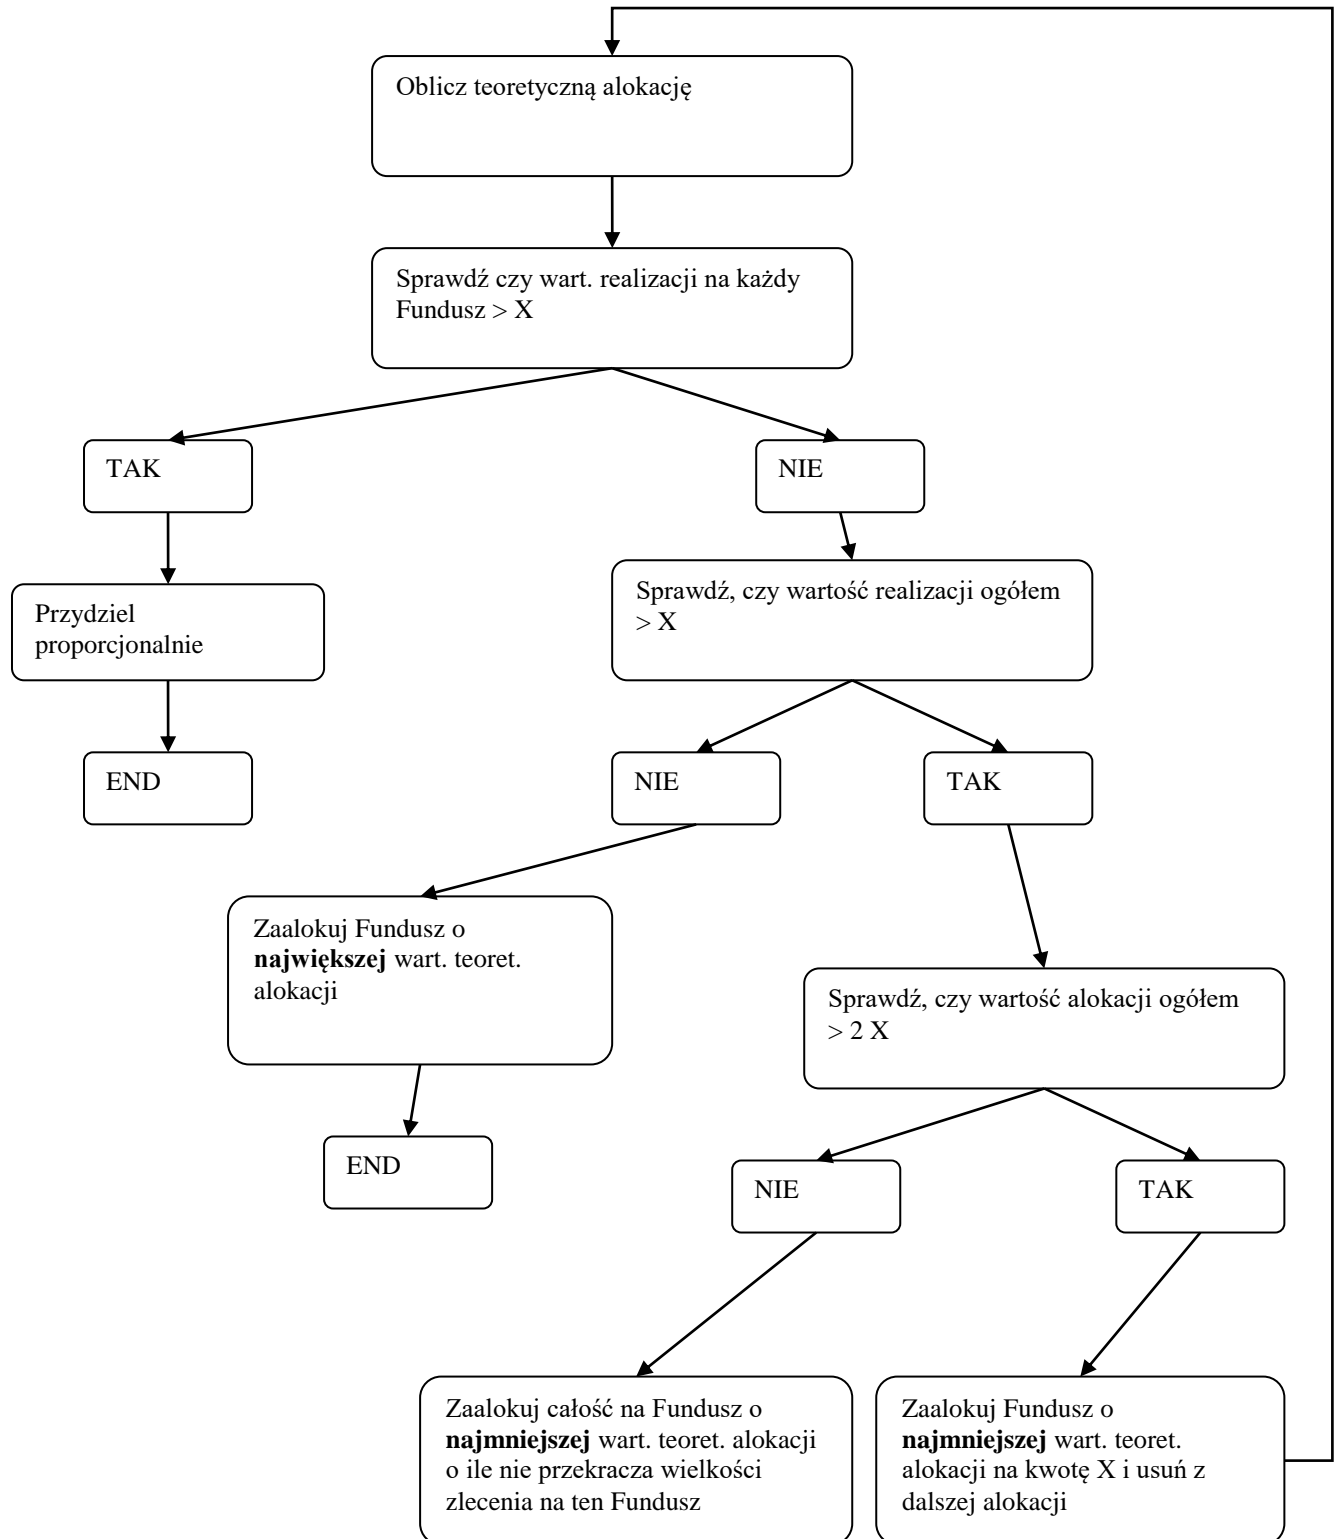 Oblicz teoretyczną alokację
Sprawdź czy wart. realizacji na każdy
Fundusz > X
TAK
NIE
Przydziel
proporcjonalnie
Sprawdź, czy wartość realizacji ogółem
> X
END
NIE
TAK
Zaalokuj Fundusz o
największej wart. teoret.
alokacji
Sprawdź, czy wartość alokacji ogółem
> 2 X
END
NIE
TAK
Zaalokuj całość na Fundusz o
najmniejszej wart. teoret. alokacji
o ile nie przekracza wielkości
zlecenia na ten Fundusz
Zaalokuj Fundusz o
najmniejszej wart. teoret.
alokacji na kwotę X i usuń z
dalszej alokacji